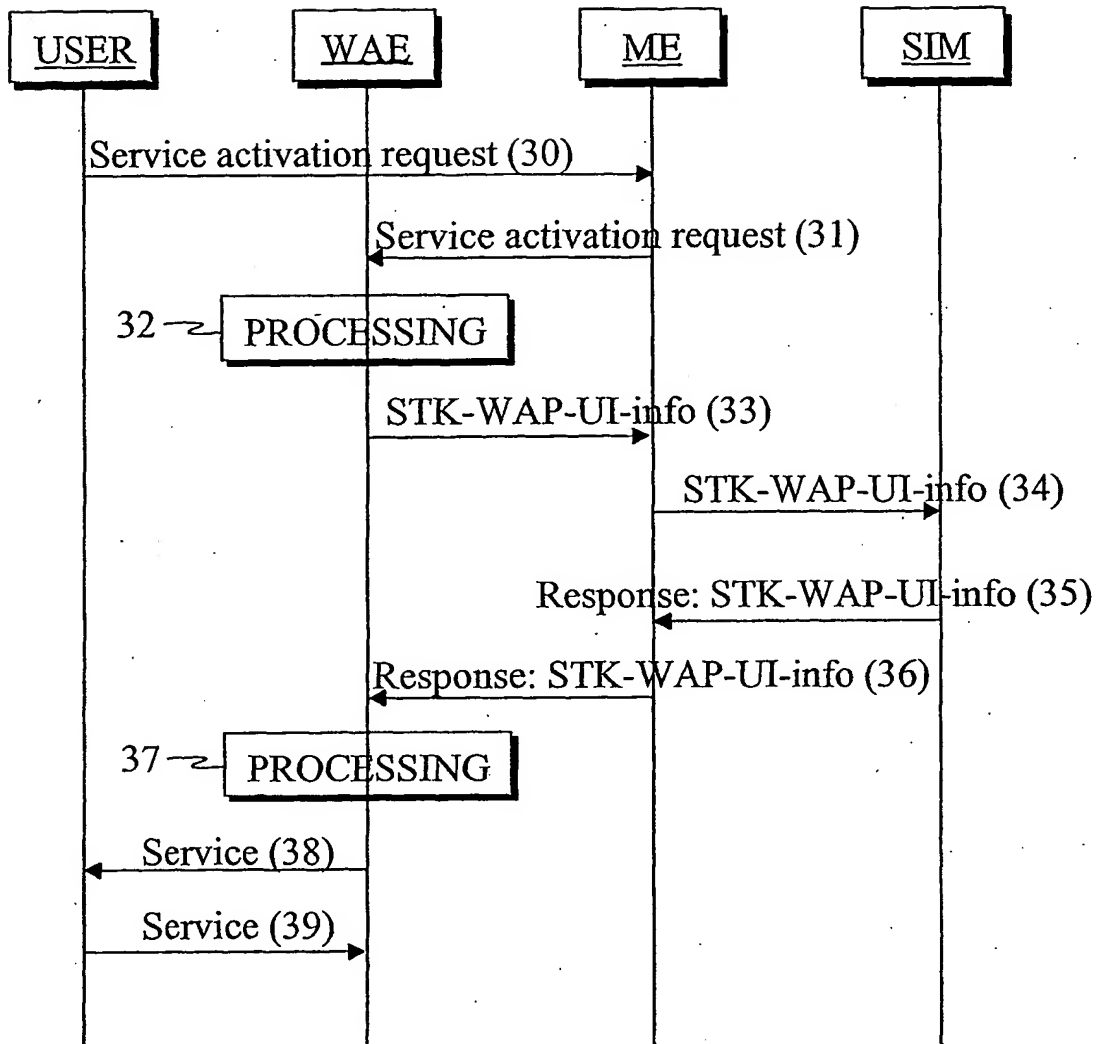 USER WAE ME SIM
Service activation request (30)
Service activation request (31)
32 PROCESSING
STK-WAP-UI-info (33)
STK-WAP-UI-info (34)
Response: STK-WAP-UI-info (35)
Response: STK-WAP-UI-info (36)
37 PROCESSING
Service (38)
Service (39)